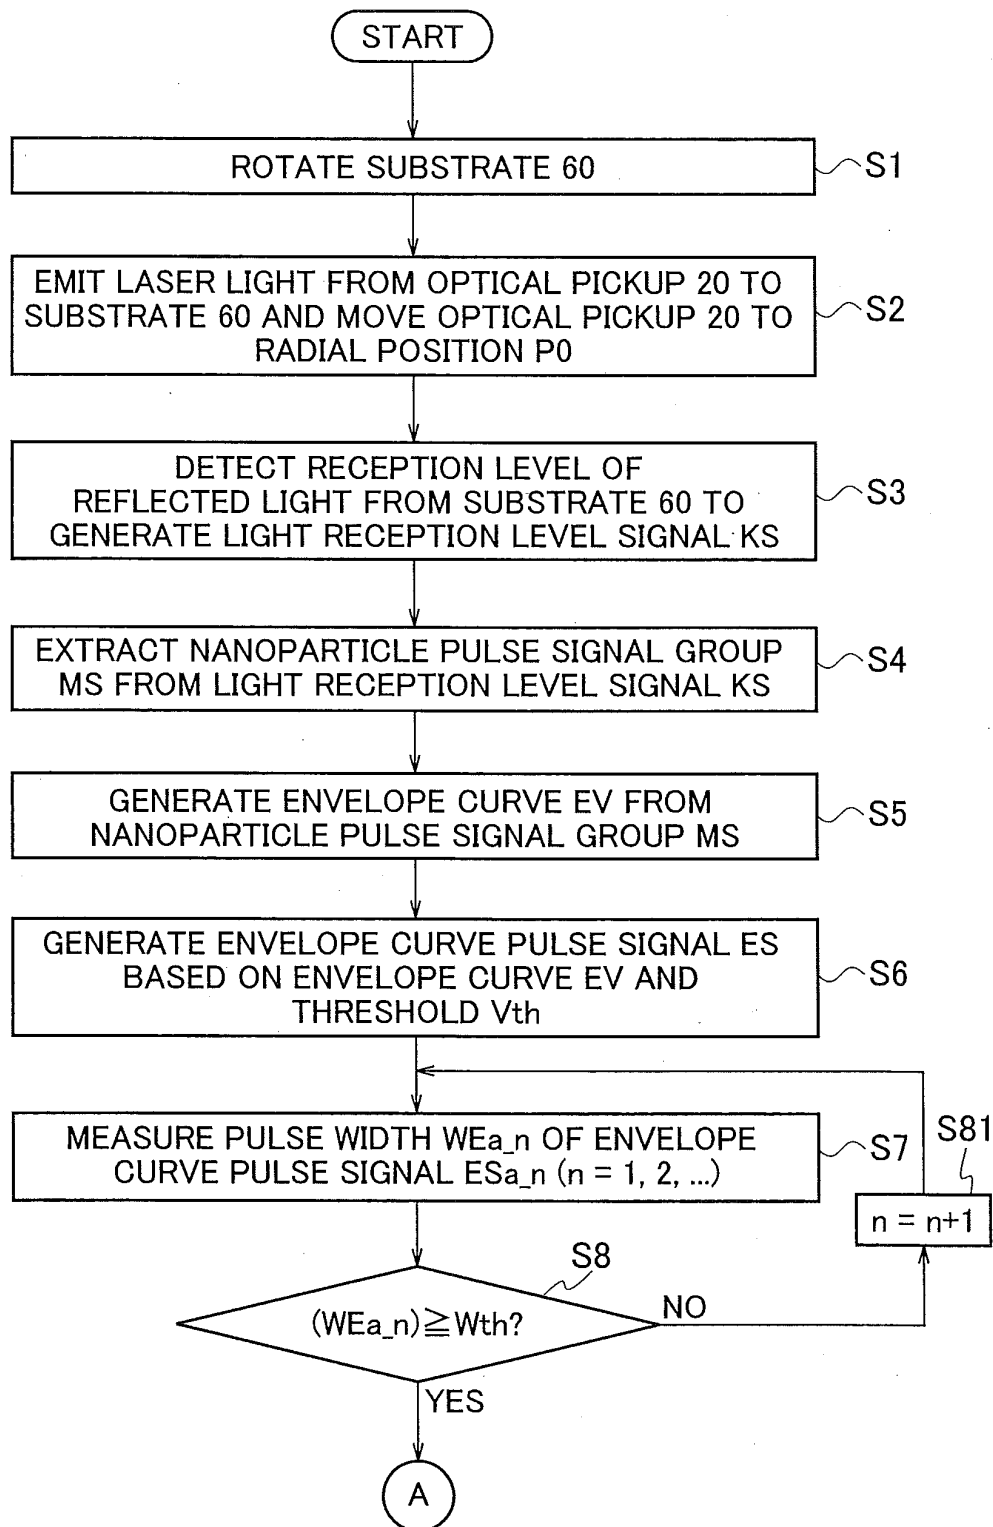 START
ROTATE SUBSTRATE 60
S1
EMIT LASER LIGHT FROM OPTICAL PICKUP 20 TO
SUBSTRATE 60 AND MOVE OPTICAL PICKUP 20 TO
RADIAL POSITION P0
S2
DETECT RECEPTION LEVEL OF
REFLECTED LIGHT FROM SUBSTRATE 60 TO
GENERATE LIGHT RECEPTION LEVEL SIGNAL KS
S3
EXTRACT NANOPARTICLE PULSE SIGNAL GROUP
MS FROM LIGHT RECEPTION LEVEL SIGNAL KS
S4
GENERATE ENVELOPE CURVE EV FROM
NANOPARTICLE PULSE SIGNAL GROUP MS
S5
GENERATE ENVELOPE CURVE PULSE SIGNAL ES
BASED ON ENVELOPE CURVE EV AND
THRESHOLD Vth
S6
MEASURE PULSE WIDTH WEa_n OF ENVELOPE
CURVE PULSE SIGNAL ESa_n (n = 1, 2, ...)
S7
S81
n = n+1
S8
(WEa_n)≧Wth?
NO
YES
A